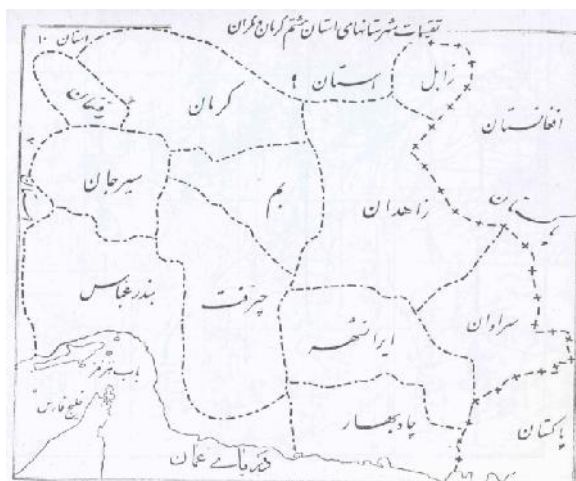 تقسیمات شهرستانهای استان هشتم کرمان و مکران
استان ۱۰
استان ۹
زابل
کرمان
افغانستان
سیرجان
بم
زاهدان
بندرعباس
جیرفت
ایرانشهر
سراوان
خلیج فارس
چاه بهار
پاکستان
دریای عمان